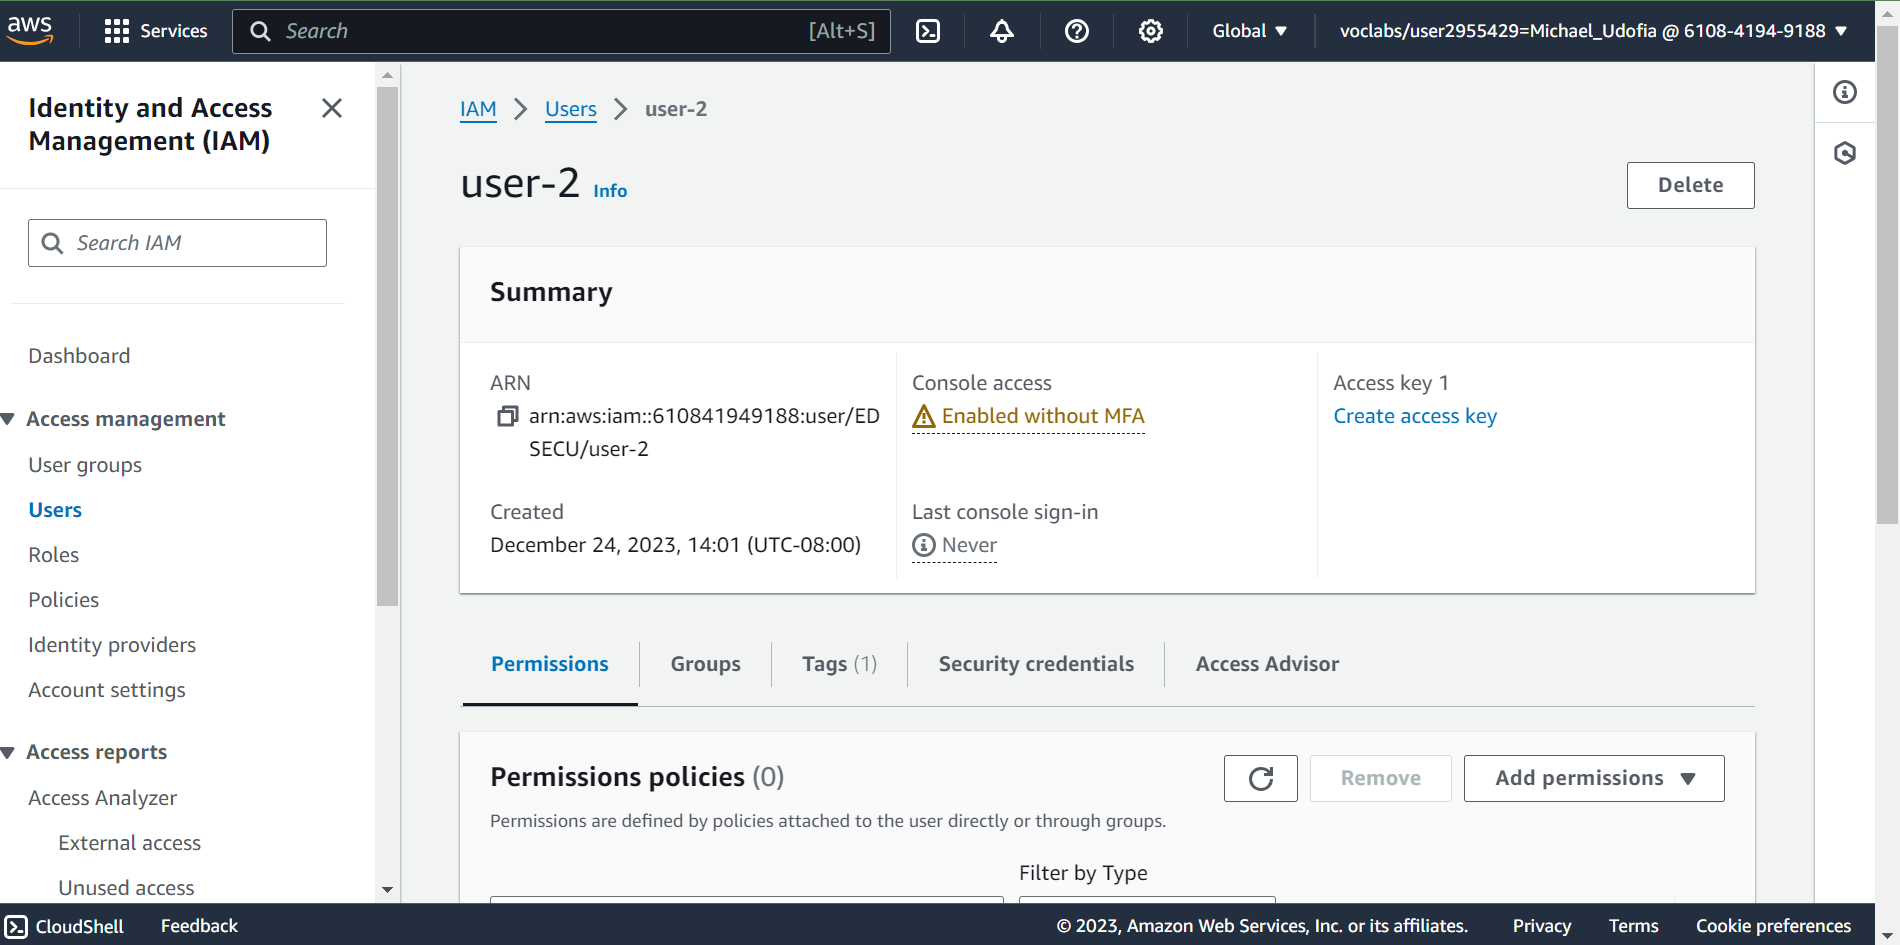 aws
Services
Search
[Alt+S]
Global
voclabs/user2955429=Michael_Udofia @ 6108-4194-9188
Identity and Access
Management (IAM)
Search IAM
Dashboard
Access management
User groups
Users
Roles
Policies
Identity providers
Account settings
Access reports
Access Analyzer
External access
Unused access
IAM
Users
user-2
user-2 Info
Delete
Summary
ARN
arn:aws:iam::610841949188:user/ED
SECU/user-2
Console access
Enabled without MFA
Access key 1
Create access key
Created
December 24, 2023, 14:01 (UTC-08:00)
Last console sign-in
Never
Permissions
Groups
Tags (1)
Security credentials
Access Advisor
Permissions policies (0)
Remove
Add permissions
Permissions are defined by policies attached to the user directly or through groups.
Filter by Type
CloudShell
Feedback
© 2023, Amazon Web Services, Inc. or its affiliates.
Privacy
Terms
Cookie preferences